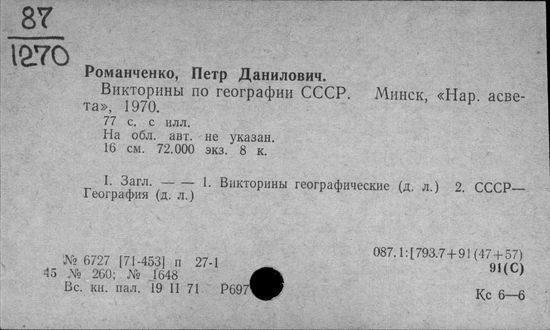 87
1270
Романченко, Петр Данилович.
Викторины по географии СССР. Минск, «Нар. асве-
та», 1970.
77 с. с илл.
На обл. авт. не указан.
16 см. 72.000 экз. 8 к.
I. Загл. — — 1. Викторины географические (д. л.) 2. СССР—
География (д. л.)
№ 6727 [71-453] п 27-1
45 № 260; № 1648
Вс. кн. пал. 19 II 71 Р697
087.1:[793.7+91(47+57)
91(С)
Кс 6—6